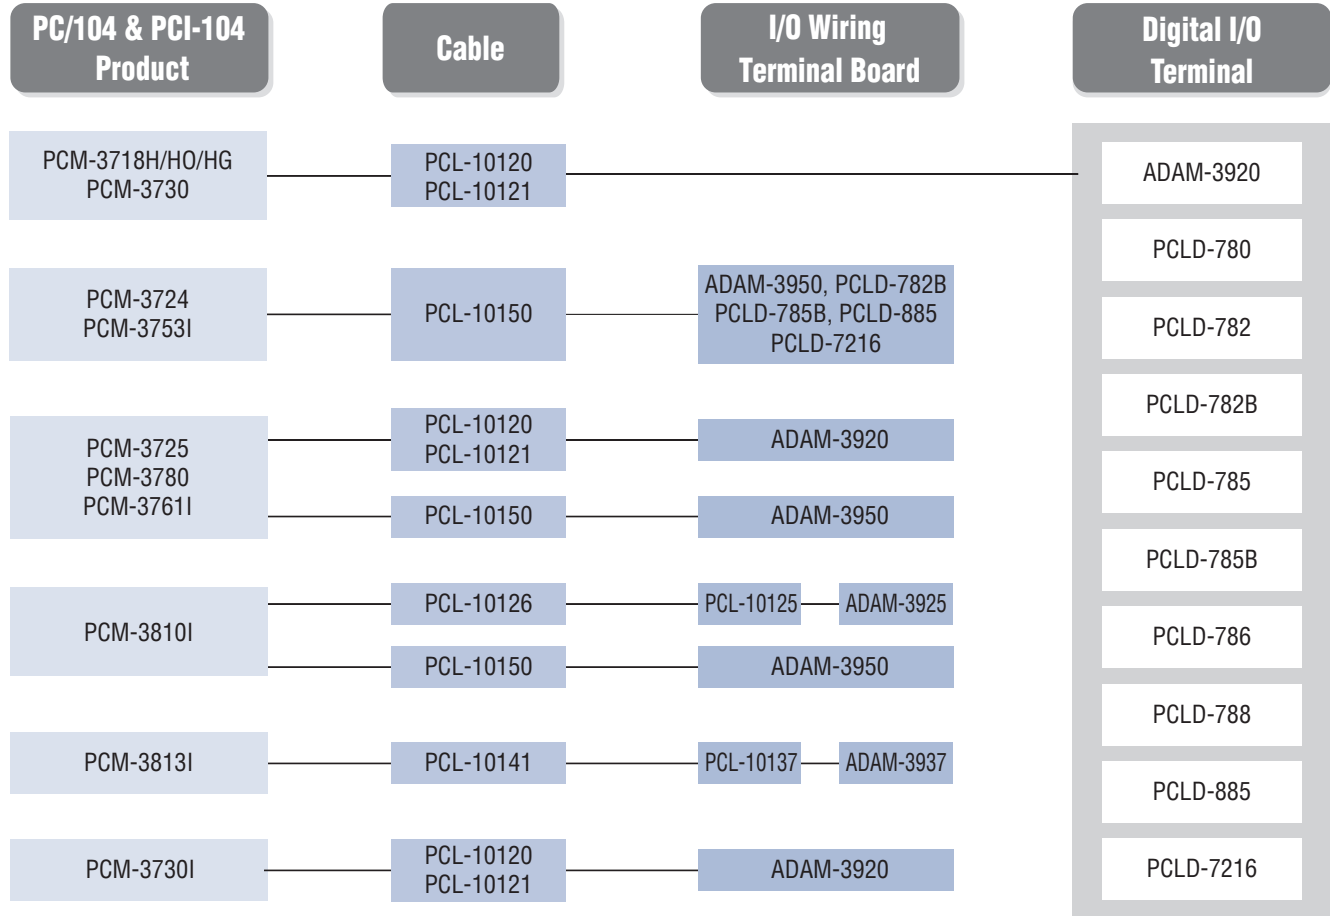 PC/104 & PCI-104
Product
Cable
I/O Wiring
Terminal Board
Digital I/O
Terminal
PCM-3718H/HO/HG
PCM-3730
PCL-10120
PCL-10121
ADAM-3920
PCLD-780
PCM-3724
PCM-3753I
PCL-10150
ADAM-3950, PCLD-782B
PCLD-785B, PCLD-885
PCLD-7216
PCLD-782
PCLD-782B
PCM-3725
PCM-3780
PCM-3761I
PCL-10120
PCL-10121
ADAM-3920
PCL-10150
ADAM-3950
PCLD-785
PCLD-785B
PCM-3810I
PCL-10126
PCL-10125
ADAM-3925
PCL-10150
ADAM-3950
PCLD-786
PCLD-788
PCM-3813I
PCL-10141
PCL-10137
ADAM-3937
PCLD-885
PCM-3730I
PCL-10120
PCL-10121
ADAM-3920
PCLD-7216